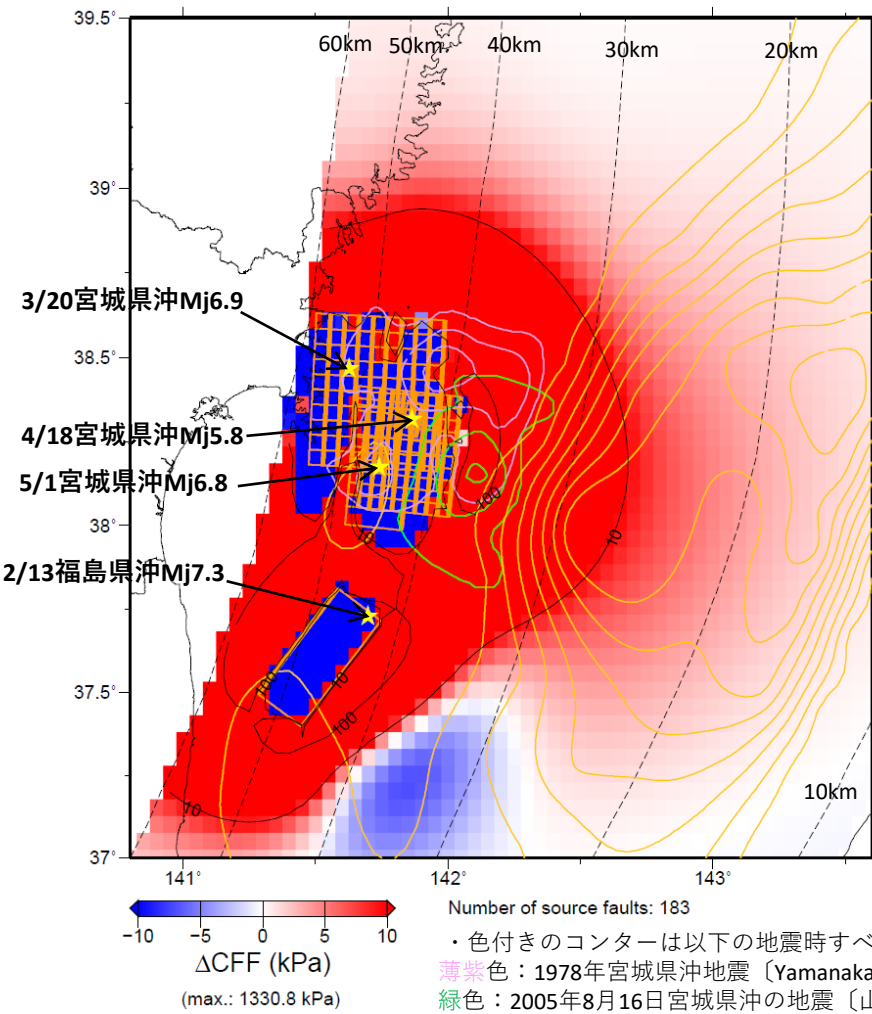 39.5°
60km 50km 40km 30km 20km
39°
3/20宮城県沖Mj6.9
38.5°
4/18宮城県沖Mj5.8
5/1宮城県沖Mj6.8
100
38°
10
10
2/13福島県沖Mj7.3
37.5°
100
10
100
10km
10
37°
141° 142° 143°
−10 −5 0 5 10
ΔCFF (kPa)
(max.: 1330.8 kPa)
Number of source faults: 183
・色付きのコンターは以下の地震時すべ
薄紫色：1978年宮城県沖地震〔Yamanaka
緑色：2005年8月16日宮城県沖の地震〔山